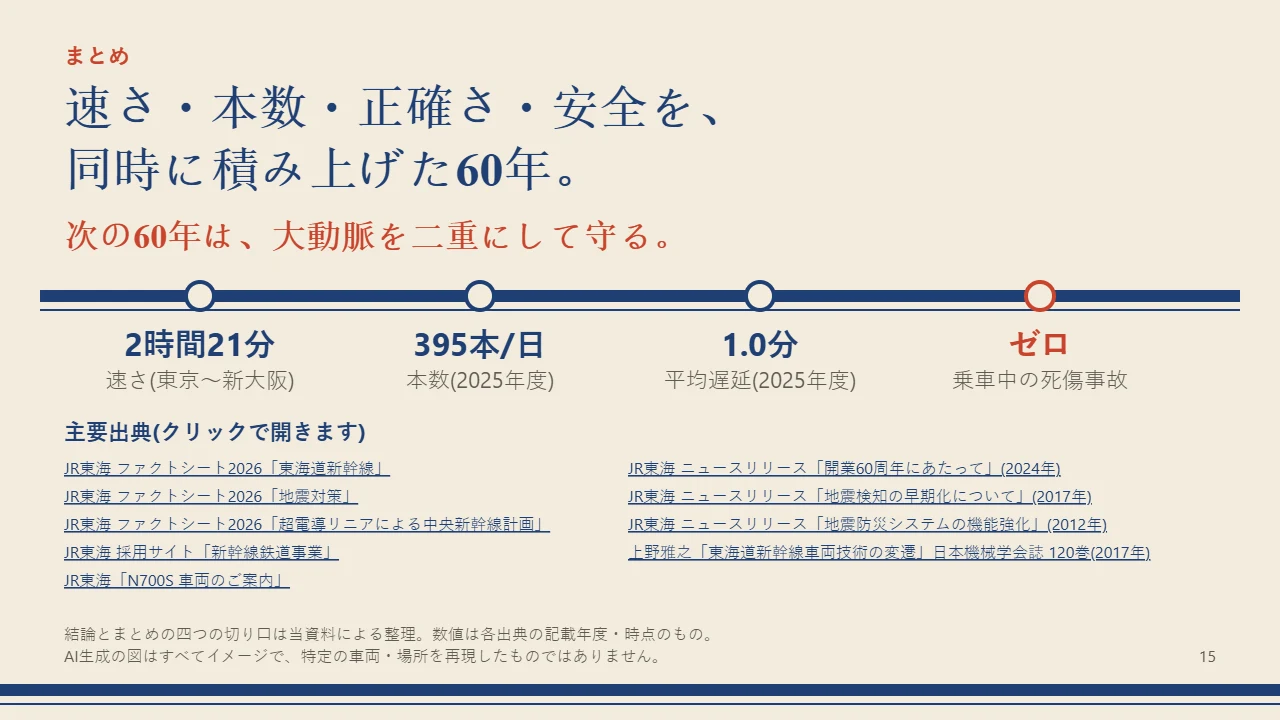 まとめ
速さ・本数・正確さ・安全を、
同時に積み上げた60年。
次の60年は、大動脈を二重にして守る。
2時間21分
速さ(東京〜新大阪)
395本/日
本数(2025年度)
1.0分
平均遅延(2025年度)
ゼロ
乗車中の死傷事故
主要出典(クリックで開きます)
JR東海 ファクトシート2026「東海道新幹線」
JR東海 ファクトシート2026「地震対策」
JR東海 ファクトシート2026「超電導リニアによる中央新幹線計画」
JR東海 採用サイト「新幹線鉄道事業」
JR東海「N700S 車両のご案内」
JR東海 ニュースリリース「開業60周年にあたって」(2024年)
JR東海 ニュースリリース「地震検知の早期化について」(2017年)
JR東海 ニュースリリース「地震防災システムの機能強化」(2012年)
上野雅之「東海道新幹線車両技術の変遷」日本機械学会誌 120巻(2017年)
結論とまとめの四つの切り口は当資料による整理。数値は各出典の記載年度・時点のもの。
AI生成の図はすべてイメージで、特定の車両・場所を再現したものではありません。
15